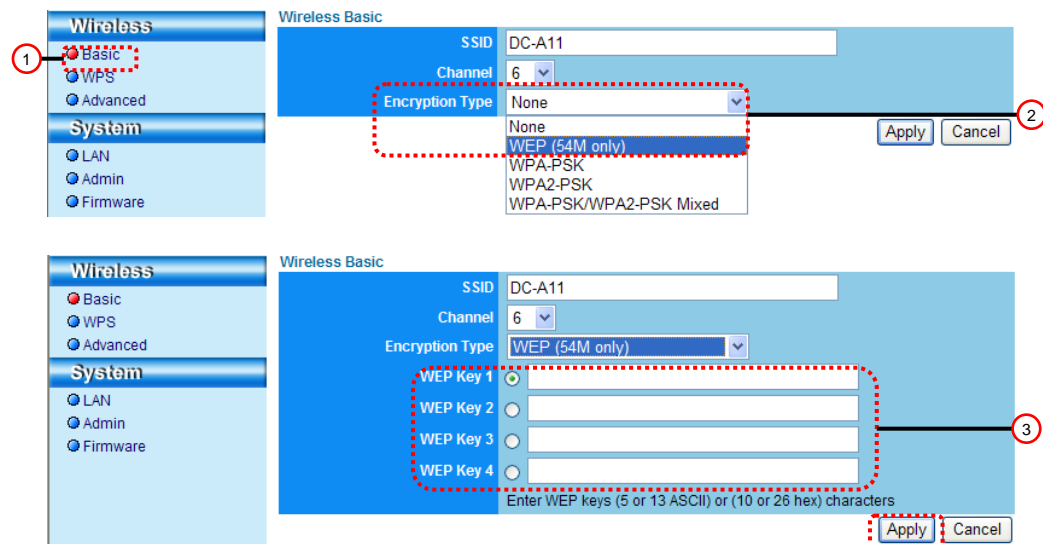 Wireless
Basic
WPS
Advanced
System
LAN
Admin
Firmware
1
Wireless Basic
SSID DC-A11
Channel 6
Encryption Type None
None
WEP (54M only)
WPA-PSK
WPA2-PSK
WPA-PSK/WPA2-PSK Mixed
2
Apply Cancel
Wireless
Basic
WPS
Advanced
System
LAN
Admin
Firmware
Wireless Basic
SSID DC-A11
Channel 6
Encryption Type WEP (54M only)
WEP Key 1
WEP Key 2
WEP Key 3
WEP Key 4
3
Enter WEP keys (5 or 13 ASCII) or (10 or 26 hex) characters
Apply Cancel